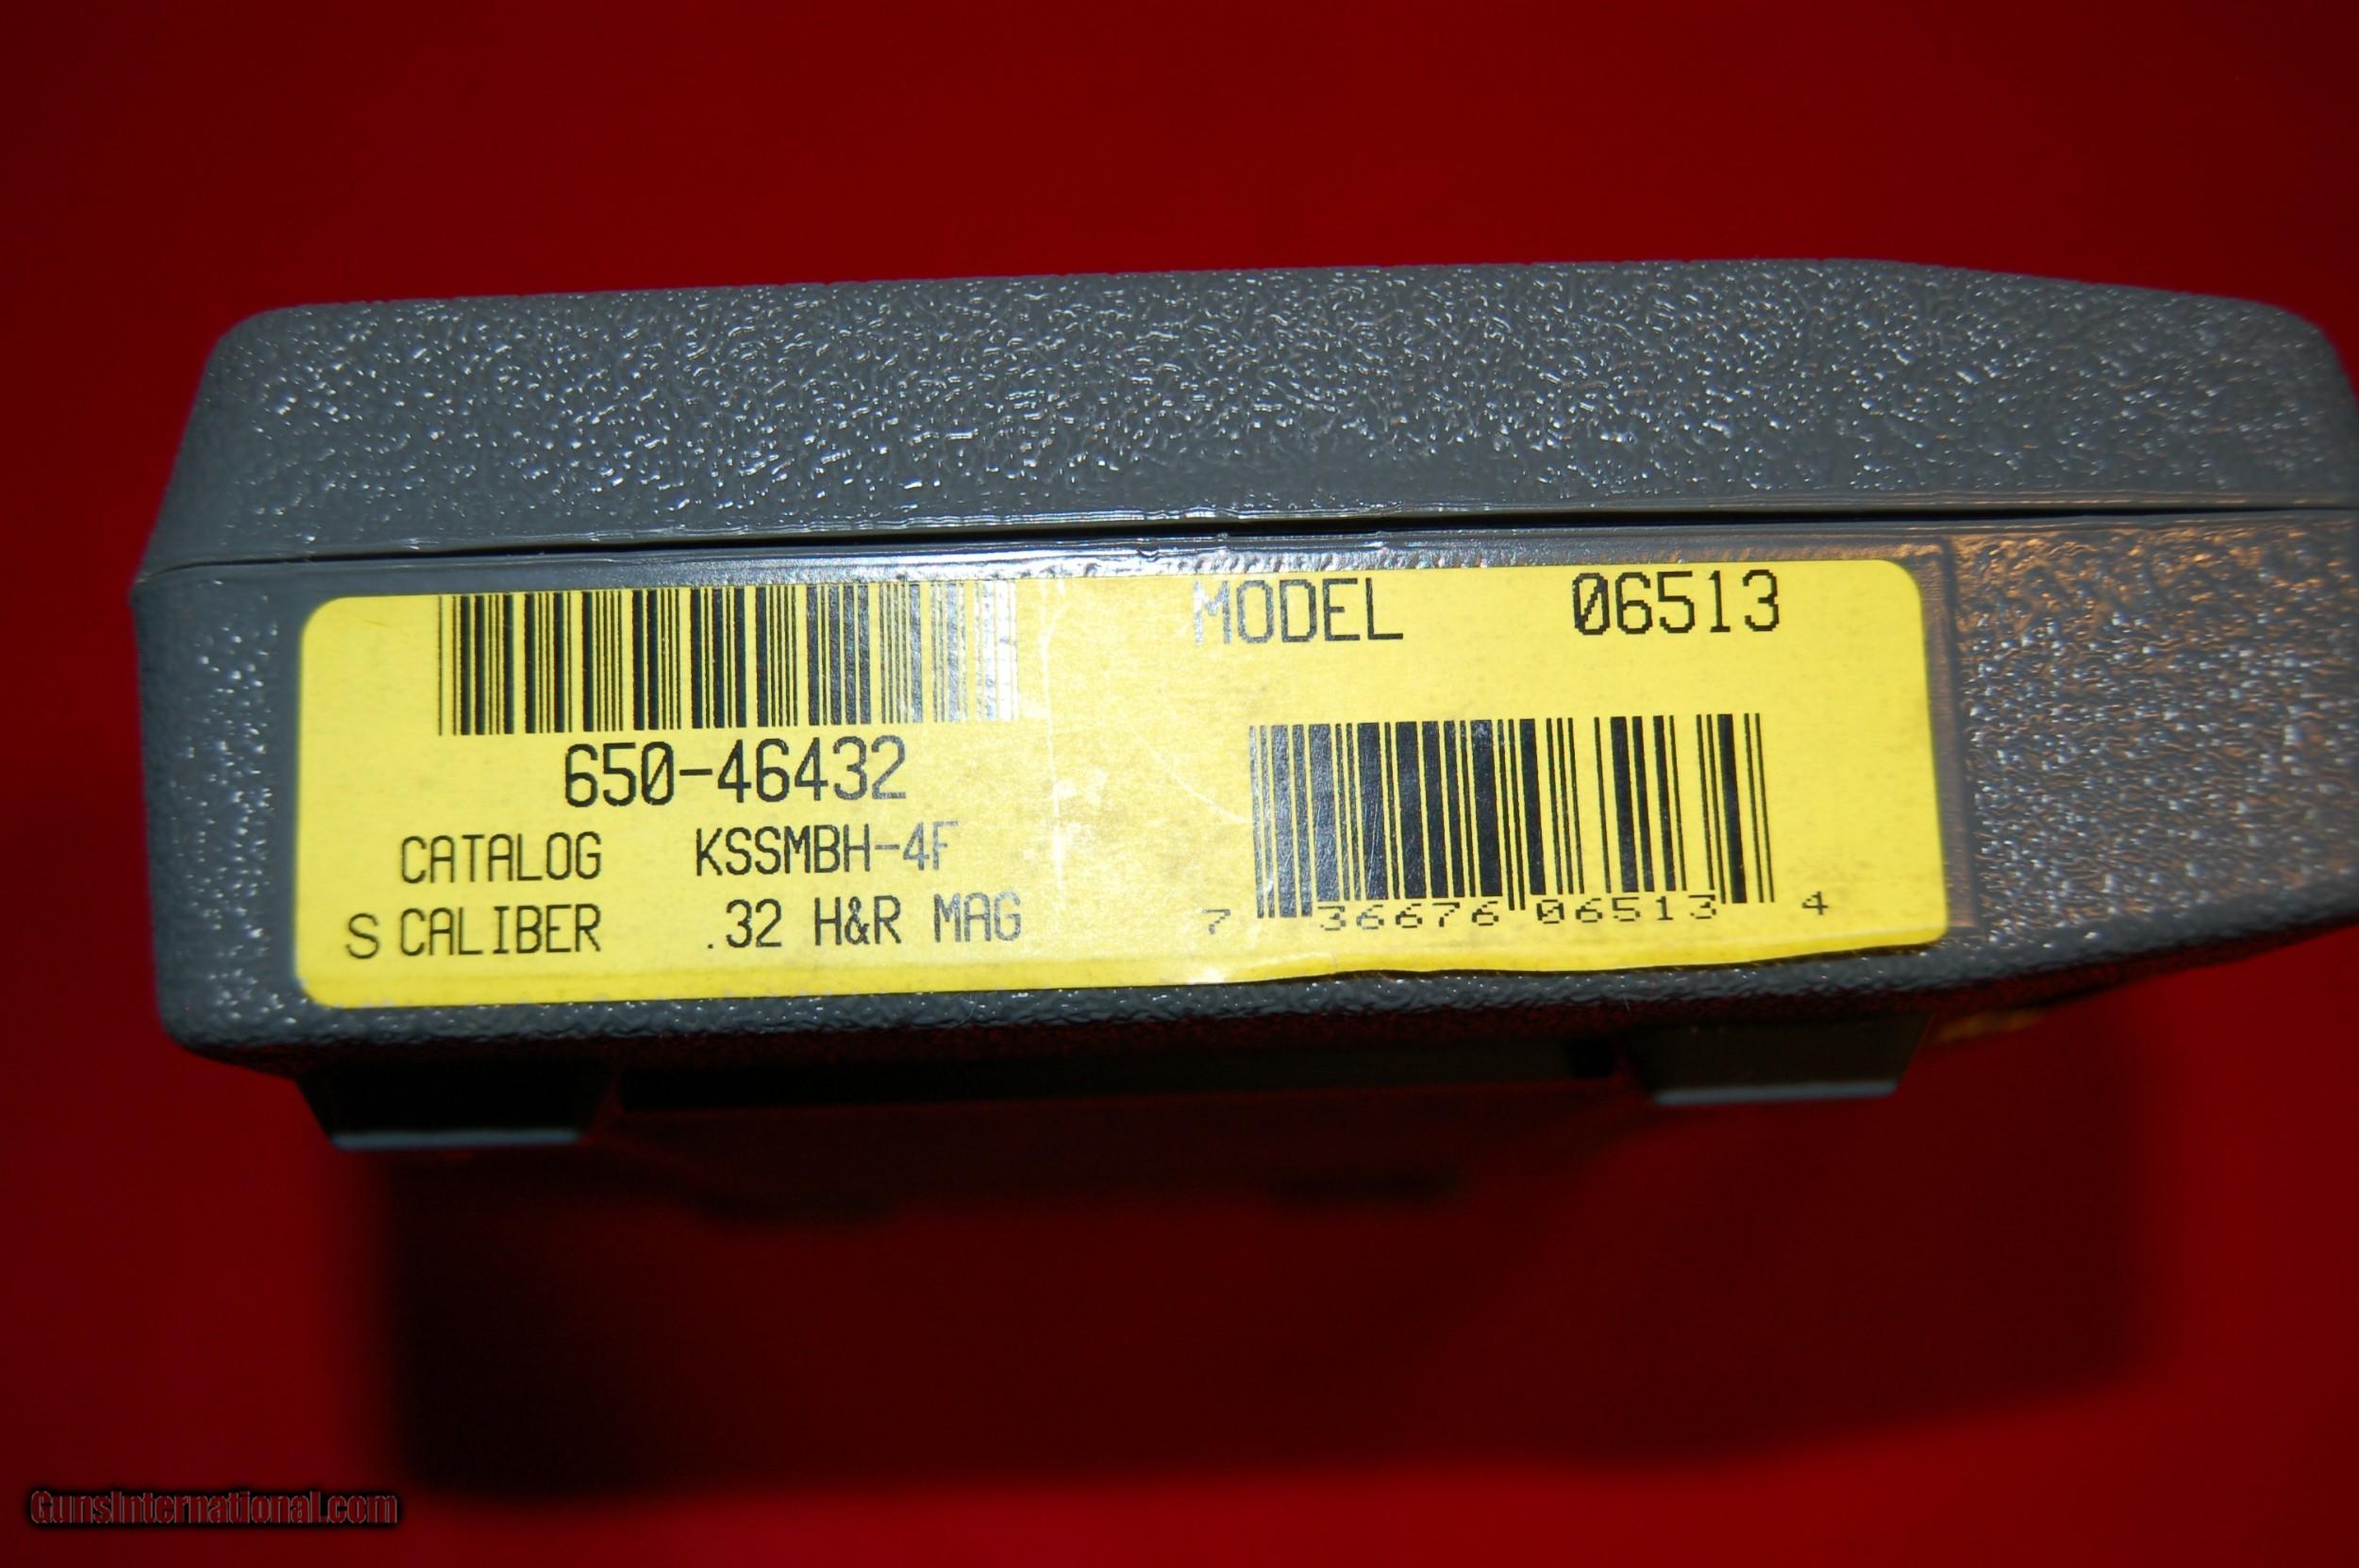 MODEL 06513
650-46432
CATALOG KSSMBH-4F
S CALIBER .32 H&R MAG
7 36676 06513 4
GunsInternational.com